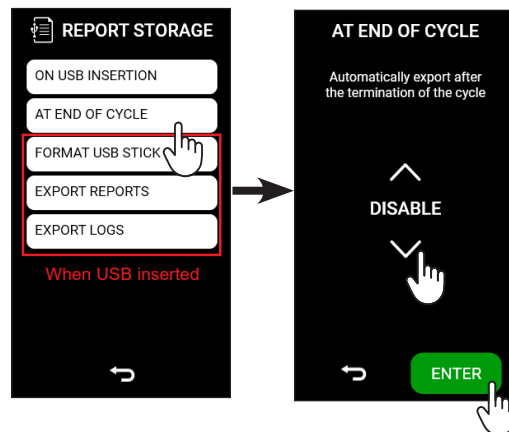 REPORT STORAGE
ON USB INSERTION
AT END OF CYCLE
FORMAT USB STICK
EXPORT REPORTS
EXPORT LOGS
When USB inserted
AT END OF CYCLE
Automatically export after
the termination of the cycle
DISABLE
ENTER